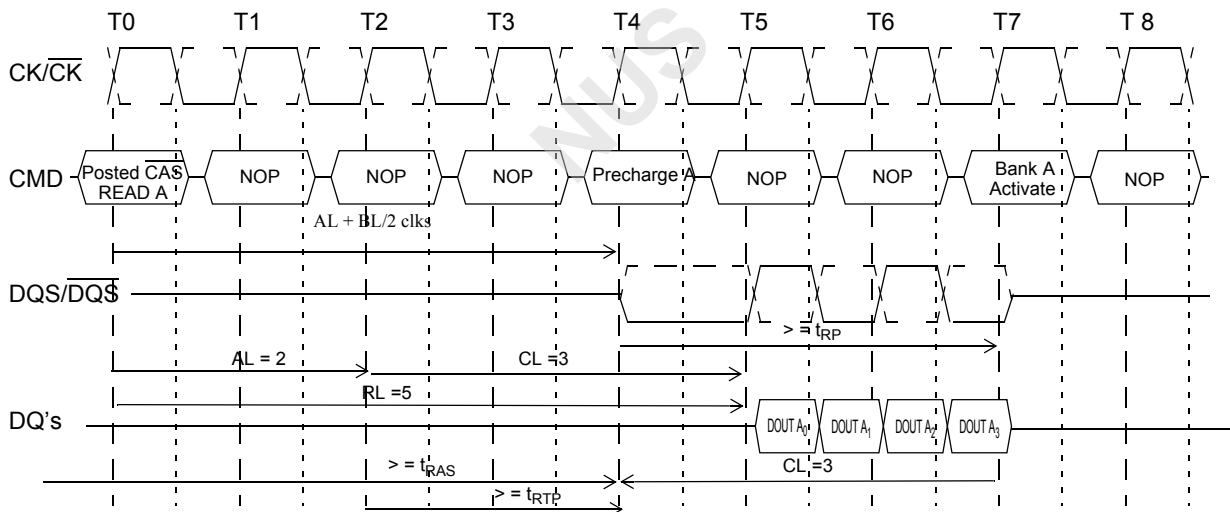 T0 T1 T2 T3 T4 T5 T6 T7 T 8
CK/CK
CMD
Posted CAS
READ A
NOP
NOP
NOP
Precharge A
NOP
NOP
Bank A
Activate
NOP
AL + BL/2 clks
DQS/DQS
> = tRP
AL = 2
CL =3
RL =5
DQ's
DOUT A0
DOUT A1
DOUT A2
DOUT A3
> = tRAS
CL =3
> = tRTP
NUS